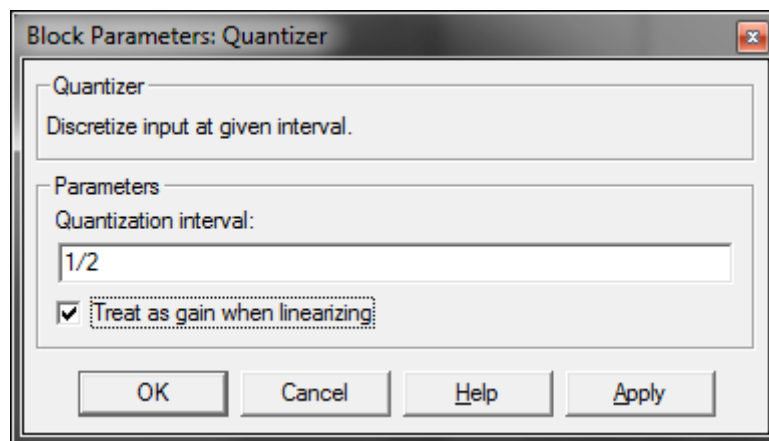 Block Parameters: Quantizer
Quantizer
Discretize input at given interval.
Parameters
Quantization interval:
1/2
Treat as gain when linearizing
OK Cancel Help Apply